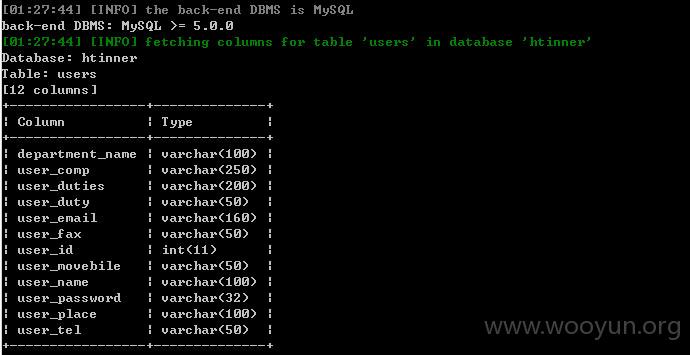 [01:27:44] [INFO] the back-end DBMS is MySQL
back-end DBMS: MySQL >= 5.0.0
[01:27:44] [INFO] fetching columns for table 'users' in database 'htinner'
Database: htinner
Table: users
[12 columns]
+-----------------+--------------+
| Column | Type |
+-----------------+--------------+
| department_name | varchar(100) |
| user_comp | varchar(250) |
| user_duties | varchar(200) |
| user_duty | varchar(50) |
| user_email | varchar(160) |
| user_fax | varchar(50) |
| user_id | int(11) |
| user_movebile | varchar(50) |
| user_name | varchar(100) |
| user_password | varchar(32) |
| user_place | varchar(100) |
| user_tel | varchar(50) |
+-----------------+--------------+
www.wooyun.org